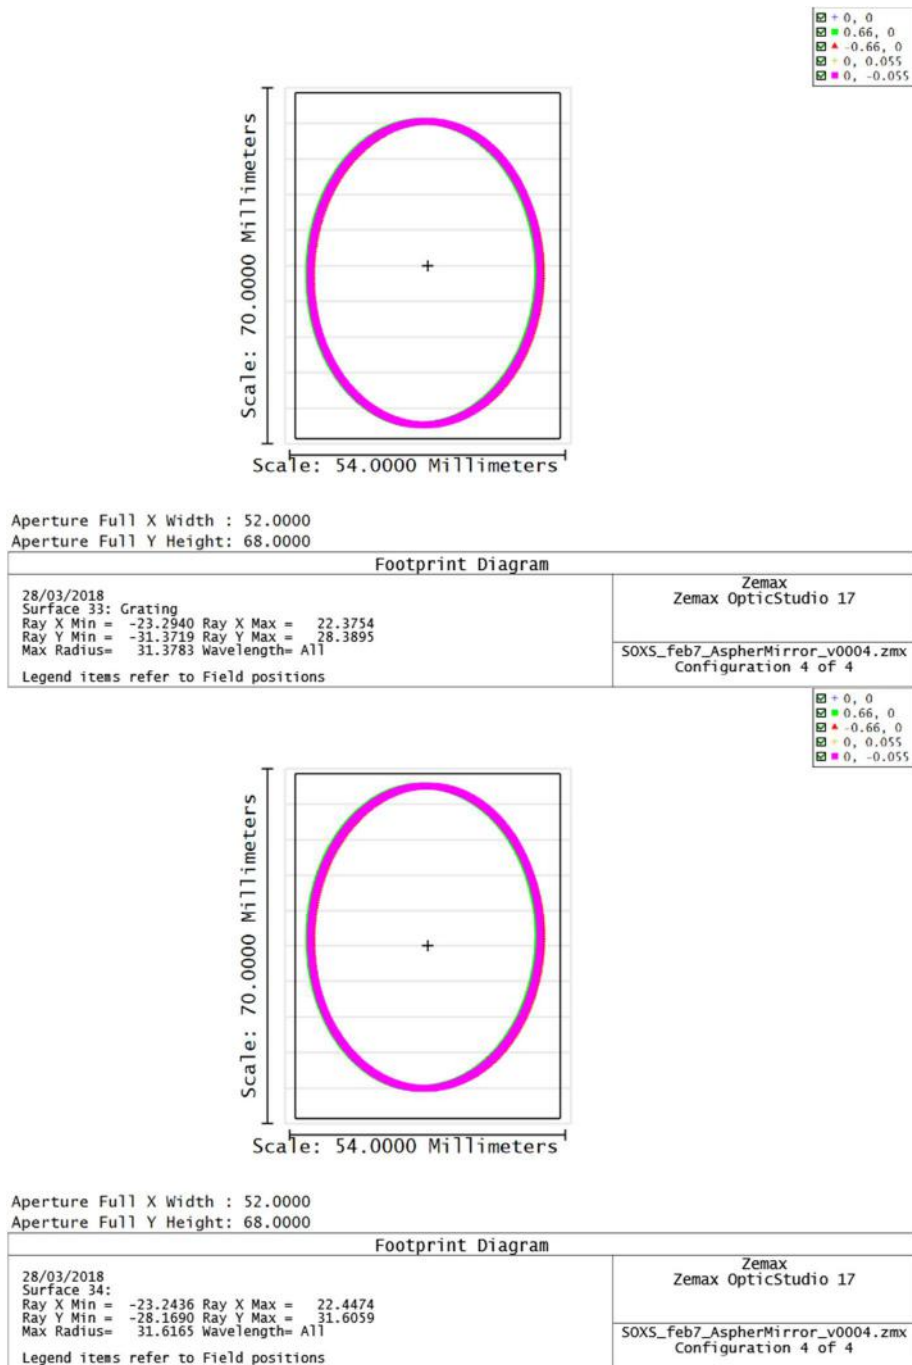 0, 0
0.66, 0
-0.66, 0
0, 0.055
0, -0.055
Scale: 70.0000 Millimeters
Scale: 54.0000 Millimeters
Aperture Full X Width : 52.0000
Aperture Full Y Height: 68.0000
Footprint Diagram
28/03/2018
Surface 33: Grating
Ray X Min = -23.2940 Ray X Max = 22.3754
Ray Y Min = -31.3719 Ray Y Max = 28.3895
Max Radius= 31.3783 Wavelength= All
Legend items refer to Field positions
Zemax
Zemax OpticStudio 17
SOXS_feb7_AspherMirror_v0004.zmx
Configuration 4 of 4
0, 0
0.66, 0
-0.66, 0
0, 0.055
0, -0.055
Scale: 70.0000 Millimeters
Scale: 54.0000 Millimeters
Aperture Full X Width : 52.0000
Aperture Full Y Height: 68.0000
Footprint Diagram
28/03/2018
Surface 34:
Ray X Min = -23.2436 Ray X Max = 22.4474
Ray Y Min = -28.1690 Ray Y Max = 31.6059
Max Radius= 31.6165 Wavelength= All
Legend items refer to Field positions
Zemax
Zemax OpticStudio 17
SOXS_feb7_AspherMirror_v0004.zmx
Configuration 4 of 4